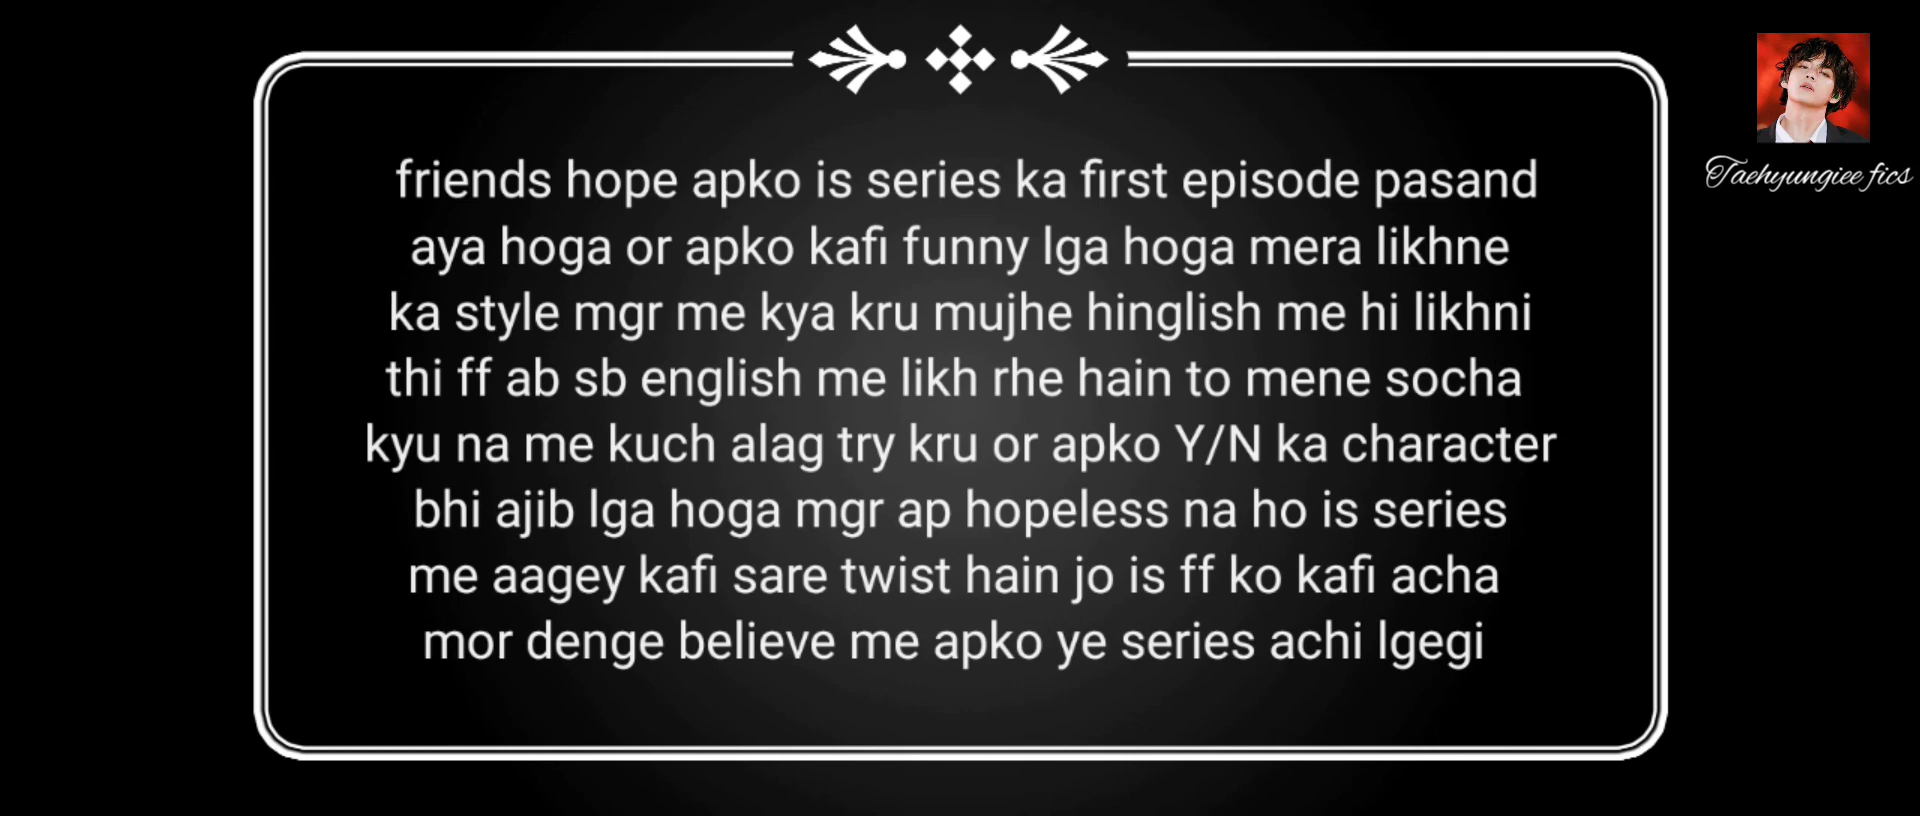 friends hope apko is series ka first episode pasand
aya hoga or apko kafi funny lga hoga mera likhne
ka style mgr me kya kru mujhe hinglish me hi likhni
thi ff ab sb english me likh rhe hain to mene socha
kyu na me kuch alag try kru or apko Y/N ka character
bhi ajib lga hoga mgr ap hopeless na ho is series
me aagey kafi sare twist hain jo is ff ko kafi acha
mor denge believe me apko ye series achi lgegi
Taehyungiee fics